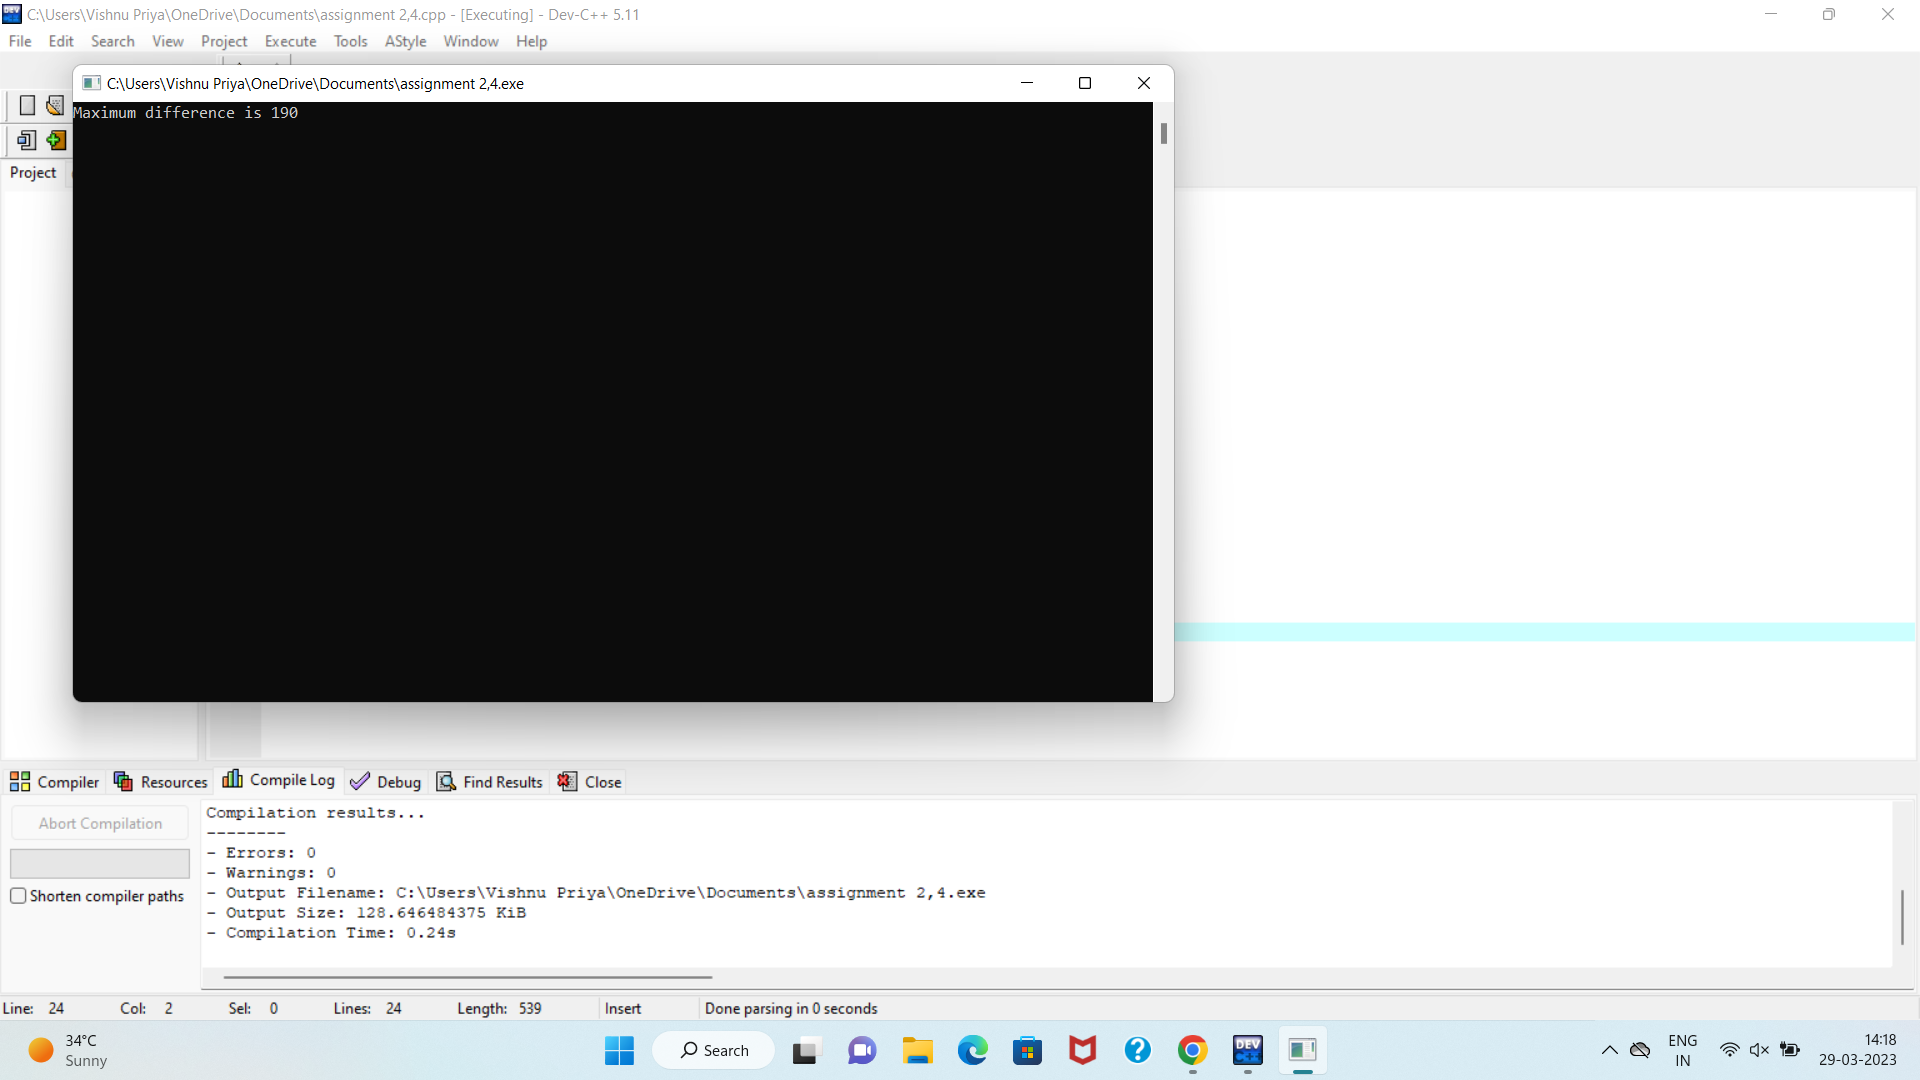 C:\Users\Vishnu Priya\OneDrive\Documents\assignment 2,4.cpp - [Executing] - Dev-C++ 5.11
File Edit Search View Project Execute Tools AStyle Window Help
C:\Users\Vishnu Priya\OneDrive\Documents\assignment 2,4.exe
Maximum difference is 190
Project
Compiler Resources Compile Log Debug Find Results Close
Abort Compilation
Shorten compiler paths
Compilation results...
--------
- Errors: 0
- Warnings: 0
- Output Filename: C:\Users\Vishnu Priya\OneDrive\Documents\assignment 2,4.exe
- Output Size: 128.646484375 KiB
- Compilation Time: 0.24s
Line: 24 Col: 2 Sel: 0 Lines: 24 Length: 539 Insert Done parsing in 0 seconds
34°C
Sunny
Search
DEV
C++
ENG
IN
14:18
29-03-2023